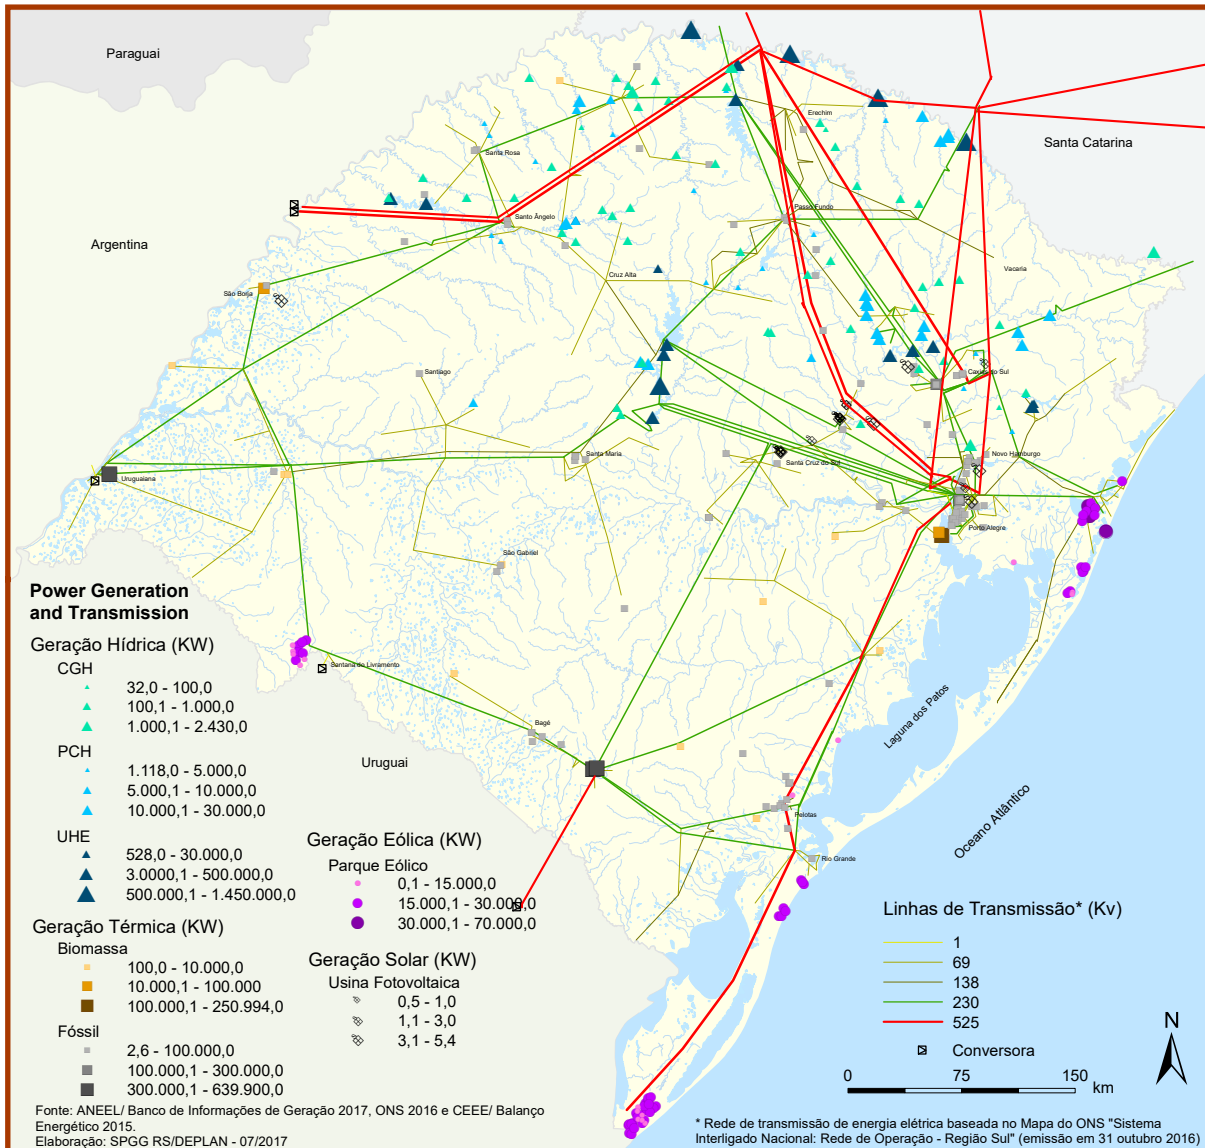 Paraguai
Argentina
Santa Catarina
Erechim
Santa Rosa
Santo Ângelo
Passo Fundo
Vacaria
São Borja
Cruz Alta
Santiago
Caxias do Sul
Santa Maria
Santa Cruz do Sul
Novo Hamburgo
Uruguaiana
Porto Alegre
São Gabriel
Santana do Livramento
Bagé
Uruguai
Laguna dos Patos
Oceano Atlântico
Pelotas
Rio Grande
Power Generation
and Transmission
Geração Hídrica (KW)
CGH
32,0 - 100,0
100,1 - 1.000,0
1.000,1 - 2.430,0
PCH
1.118,0 - 5.000,0
5.000,1 - 10.000,0
10.000,1 - 30.000,0
UHE
528,0 - 30.000,0
3.0000,1 - 500.000,0
500.000,1 - 1.450.000,0
Geração Térmica (KW)
Biomassa
100,0 - 10.000,0
10.000,1 - 100.000
100.000,1 - 250.994,0
Fóssil
2,6 - 100.000,0
100.000,1 - 300.000,0
300.000,1 - 639.900,0
Geração Eólica (KW)
Parque Eólico
0,1 - 15.000,0
15.000,1 - 30.000,0
30.000,1 - 70.000,0
Geração Solar (KW)
Usina Fotovoltaica
0,5 - 1,0
1,1 - 3,0
3,1 - 5,4
Linhas de Transmissão* (Kv)
1
69
138
230
525
Conversora
N
0 75 150
km
Fonte: ANEEL/ Banco de Informações de Geração 2017, ONS 2016 e CEEE/ Balanço
Energético 2015.
Elaboração: SPGG RS/DEPLAN - 07/2017
* Rede de transmissão de energia elétrica baseada no Mapa do ONS "Sistema
Interligado Nacional: Rede de Operação - Região Sul" (emissão em 31 outubro 2016)